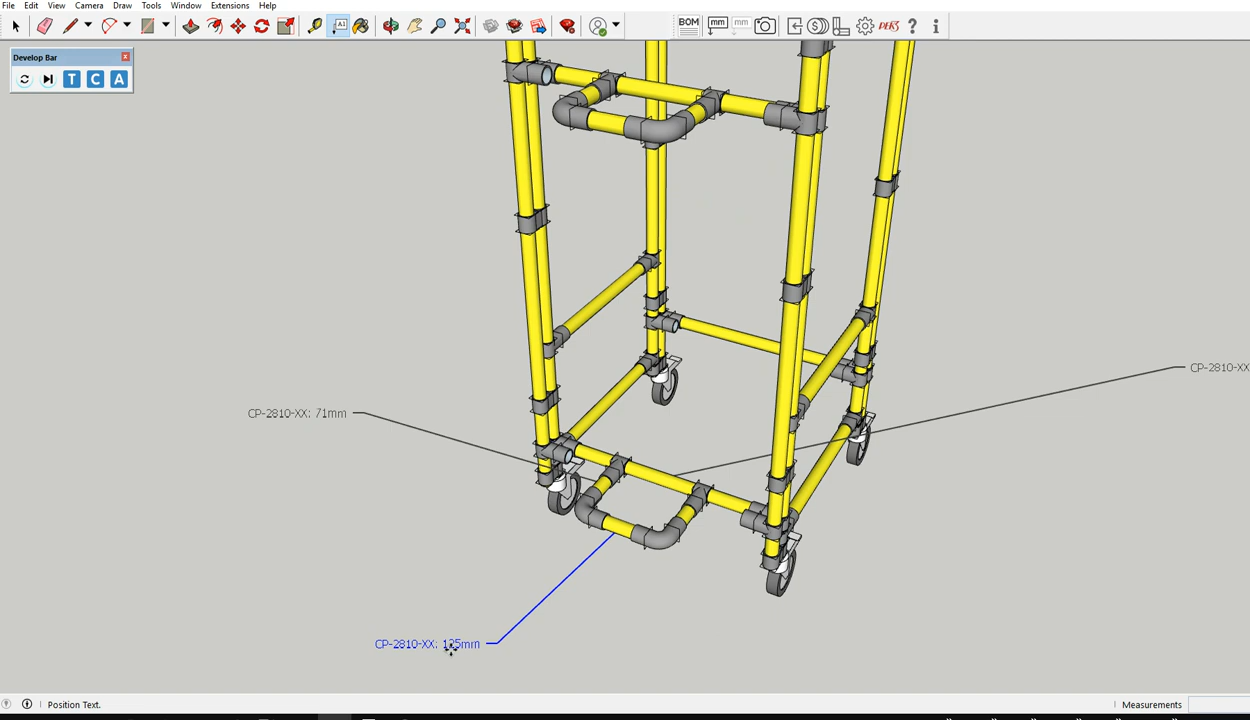 File Edit View Camera Draw Tools Window Extensions Help
BOM mm mm
Develop Bar
T C A
CP-2810-XX
CP-2810-XX: 71mm
CP-2810-XX: 125mm
Position Text. Measurements